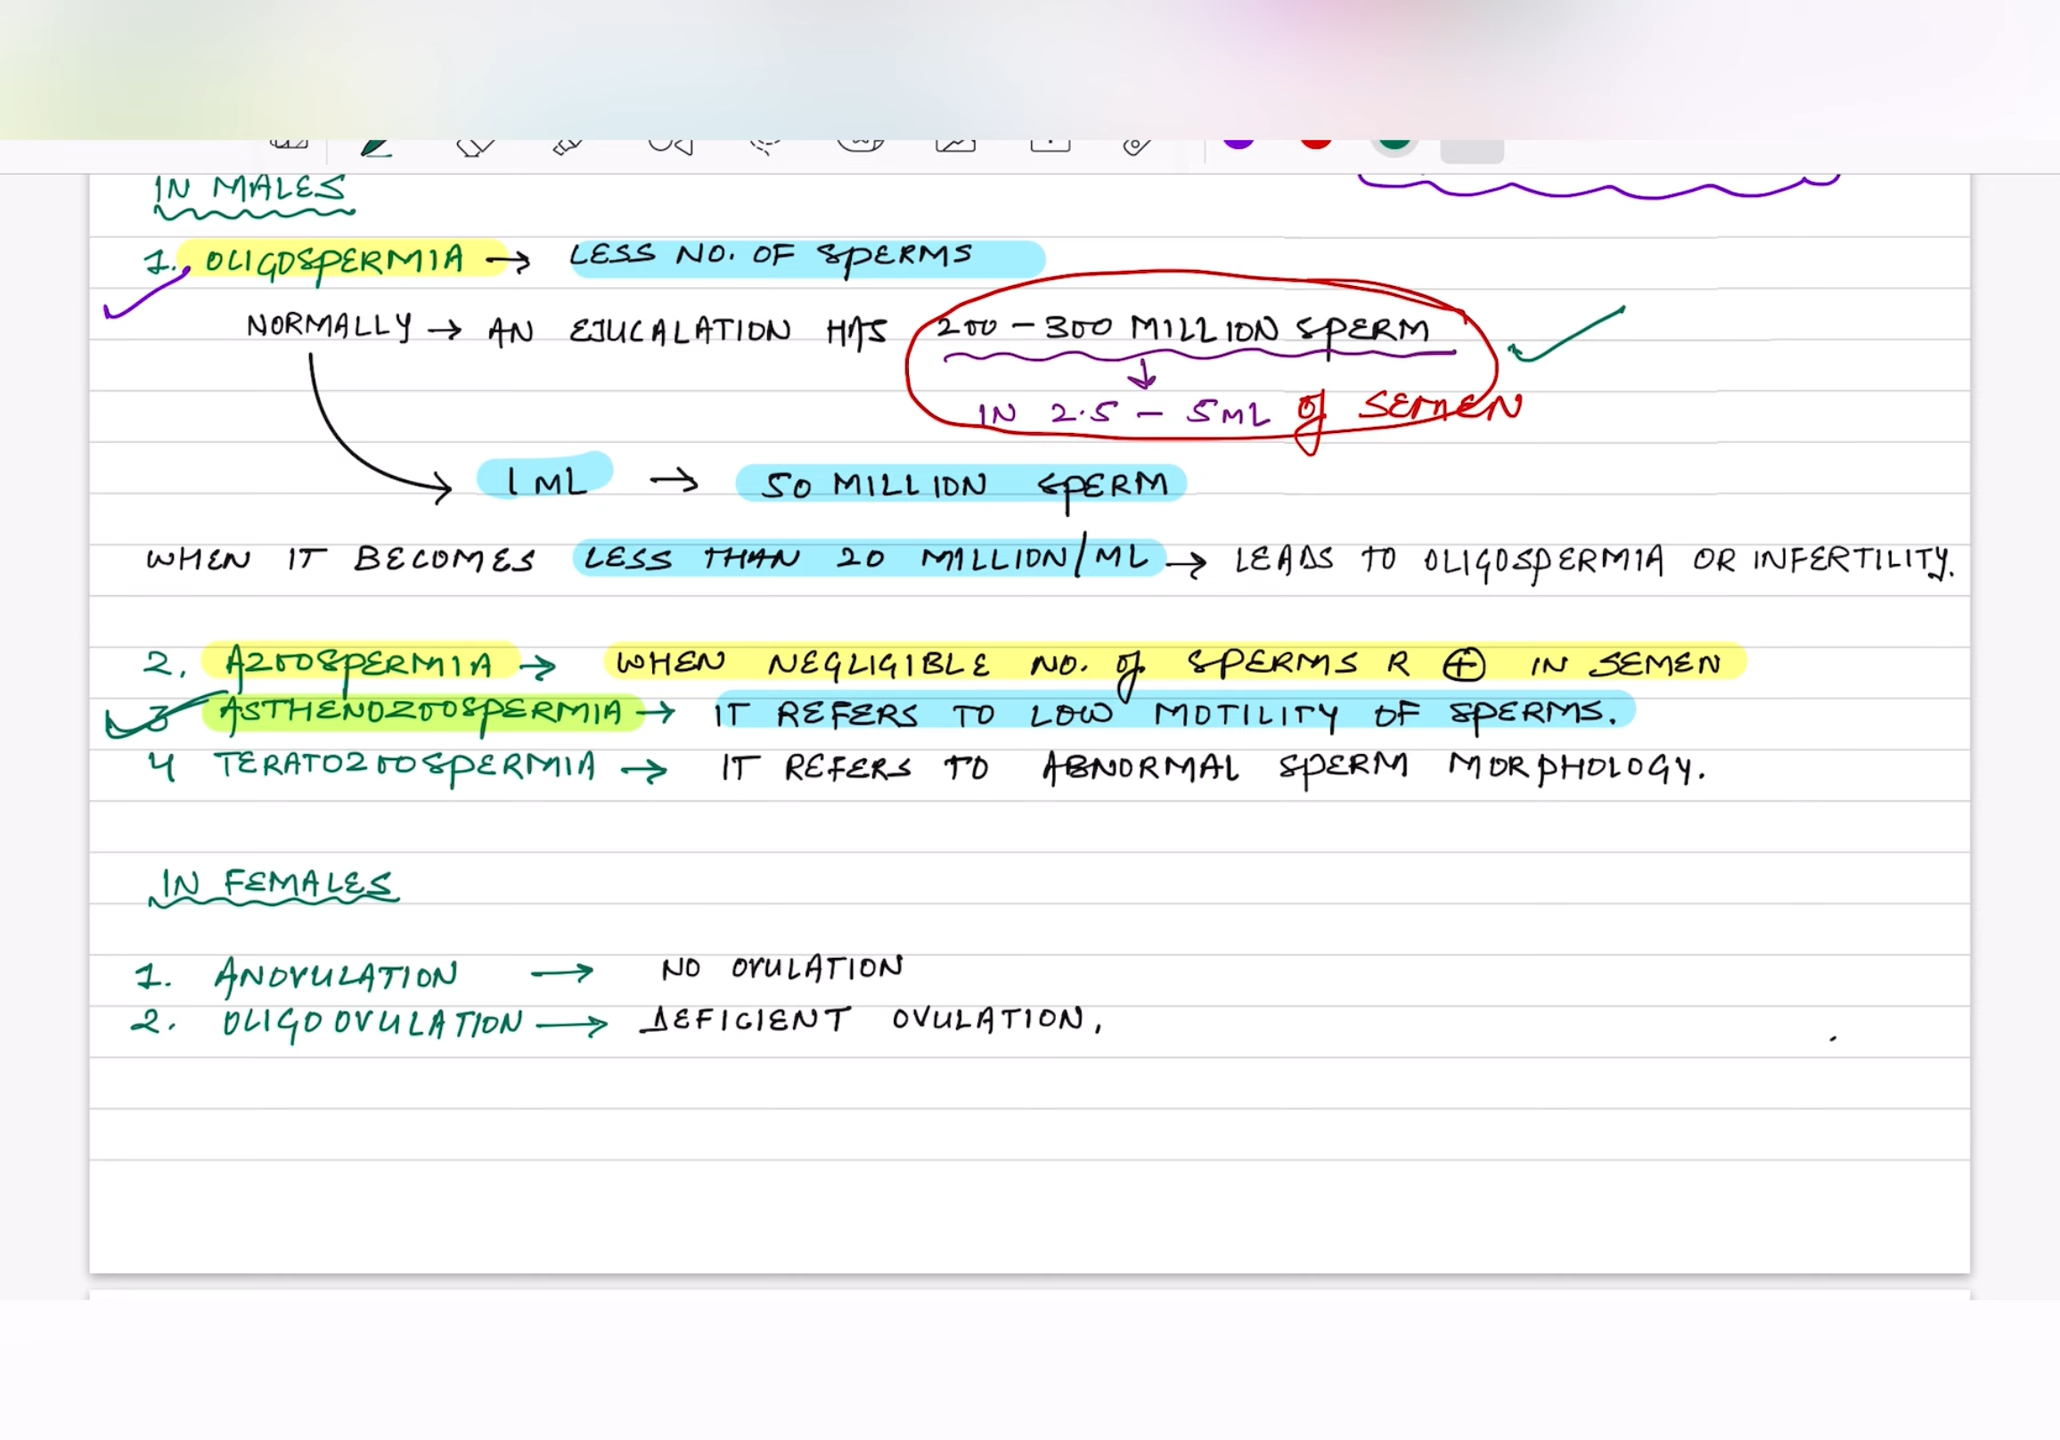 IN MALES
1. OLIGOSPERMIA → LESS NO. OF SPERMS
NORMALLY → AN EJUCALATION HAS 200 - 300 MILLION SPERM
↓
IN 2.5 - 5 ML of SEMEN
1 ML → 50 MILLION SPERM
WHEN IT BECOMES LESS THAN 20 MILLION/ML → LEADS TO OLIGOSPERMIA OR INFERTILITY.
2. AZOOSPERMIA → WHEN NEGLIGIBLE NO. of SPERMS R ⊕ IN SEMEN
3 ASTHENOZOOSPERMIA → IT REFERS TO LOW MOTILITY OF SPERMS.
4 TERATOZOOSPERMIA → IT REFERS TO ABNORMAL SPERM MORPHOLOGY.
IN FEMALES
1. ANOVULATION → NO OVULATION
2. OLIGOOVULATION → DEFICIENT OVULATION.